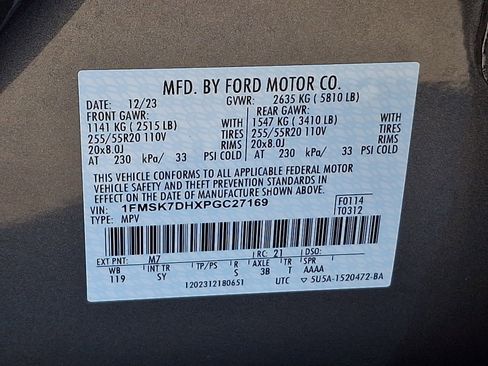 MFD. BY FORD MOTOR CO.
DATE: 12/23 GVWR: 2635 KG ( 5810 LB)
FRONT GAWR: REAR GAWR:
1141 KG ( 2515 LB) WITH 1547 KG ( 3410 LB) WITH
255/55R20 110V TIRES 255/55R20 110V TIRES
20x8.0J RIMS 20x8.0J RIMS
AT 230 kPa/ 33 PSI COLD AT 230 kPa/ 33 PSI COLD
THIS VEHICLE CONFORMS TO ALL APPLICABLE FEDERAL MOTOR
VEHICLE SAFETY AND THEFT PREVENTION STANDARDS IN
EFFECT ON THE DATE OF MANUFACTURE SHOWN ABOVE.
VIN: 1FMSK7DHXPGC27169 F0114
TYPE: MPV T0312
EXT PNT: M7 RC: 21 DSO:
WB INT TR TP/PS R AXLE TR SPR
119 SY S 3B T AAAA
1202312180651 UTC ▽ 5U5A-1520472-BA